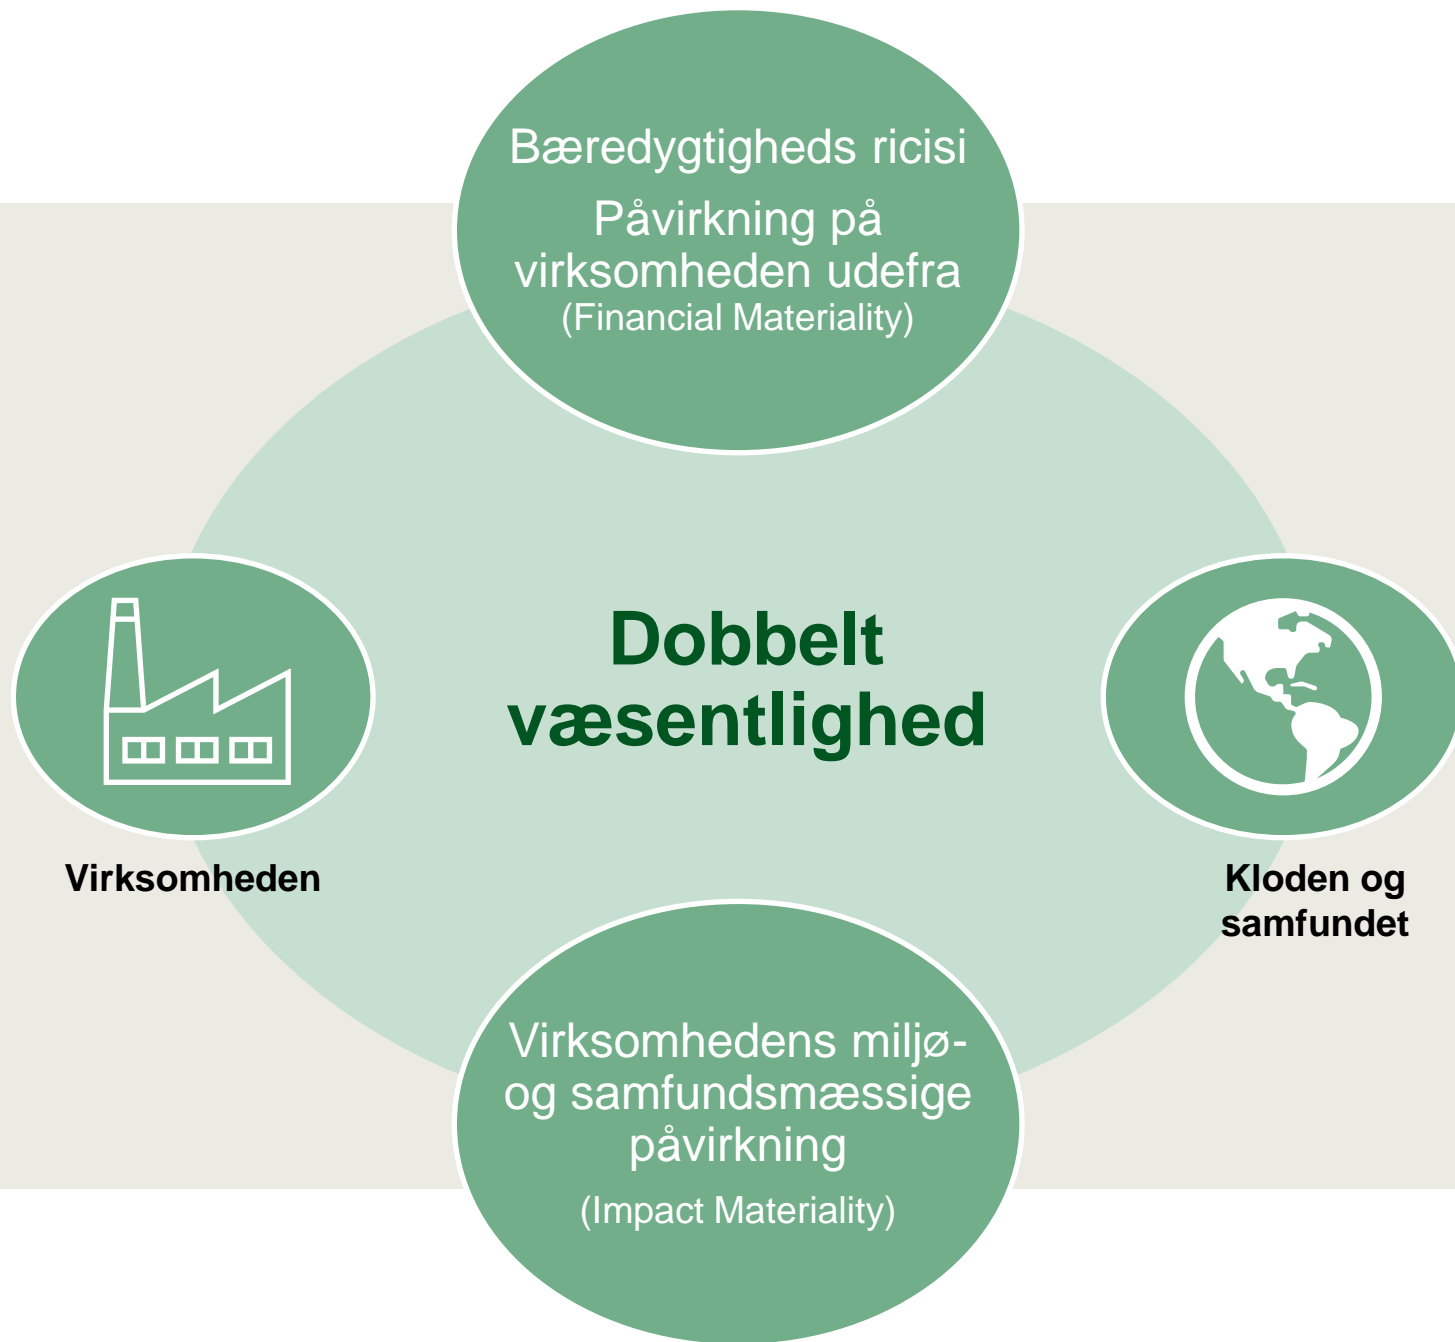 Bæredygtigheds ricisi
Påvirkning på
virksomheden udefra
(Financial Materiality)
Dobbelt
væsentlighed
Virksomheden
Kloden og
samfundet
Virksomhedens miljø-
og samfundsmæssige
påvirkning
(Impact Materiality)